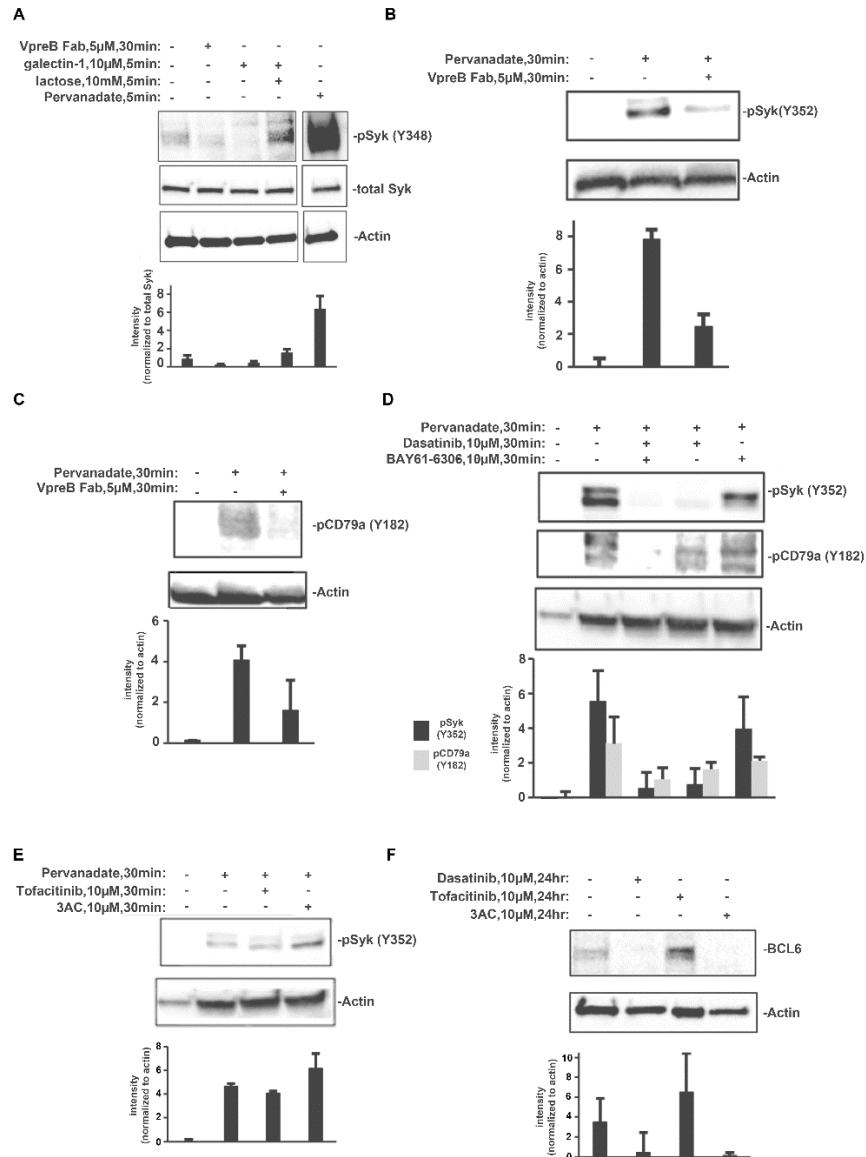 A
VpreB Fab,5µM,30min: - + - - -
galectin-1,10µM,5min: - - + + -
lactose,10mM,5min: - - - + -
Pervanadate,5min: - - - - +
-pSyk (Y348)
-total Syk
-Actin
Intensity
(normalized to total Syk)
8
6
4
2
0
B
Pervanadate,30min: - + +
VpreB Fab,5µM,30min: - - +
-pSyk(Y352)
-Actin
intensity
(normalized to actin)
8
6
4
2
0
C
Pervanadate,30min: - + +
VpreB Fab,5µM,30min: - - +
-pCD79a (Y182)
-Actin
intensity
(normalized to actin)
6
4
2
0
D
Pervanadate,30min: - + + + +
Dasatinib,10µM,30min: - - + + -
BAY61-6306,10µM,30min: - - + - +
-pSyk (Y352)
-pCD79a (Y182)
-Actin
pSyk
(Y352)
pCD79a
(Y182)
intensity
(normalized to actin)
8
6
4
2
0
E
Pervanadate,30min: - + + +
Tofacitinib,10µM,30min: - - + -
3AC,10µM,30min: - - - +
-pSyk (Y352)
-Actin
intensity
(normalized to actin)
8
6
4
2
0
F
Dasatinib,10µM,24hr: - + - -
Tofacitinib,10µM,24hr: - - + -
3AC,10µM,24hr: - - - +
-BCL6
-Actin
intensity
(normalized to actin)
10
8
6
4
2
0